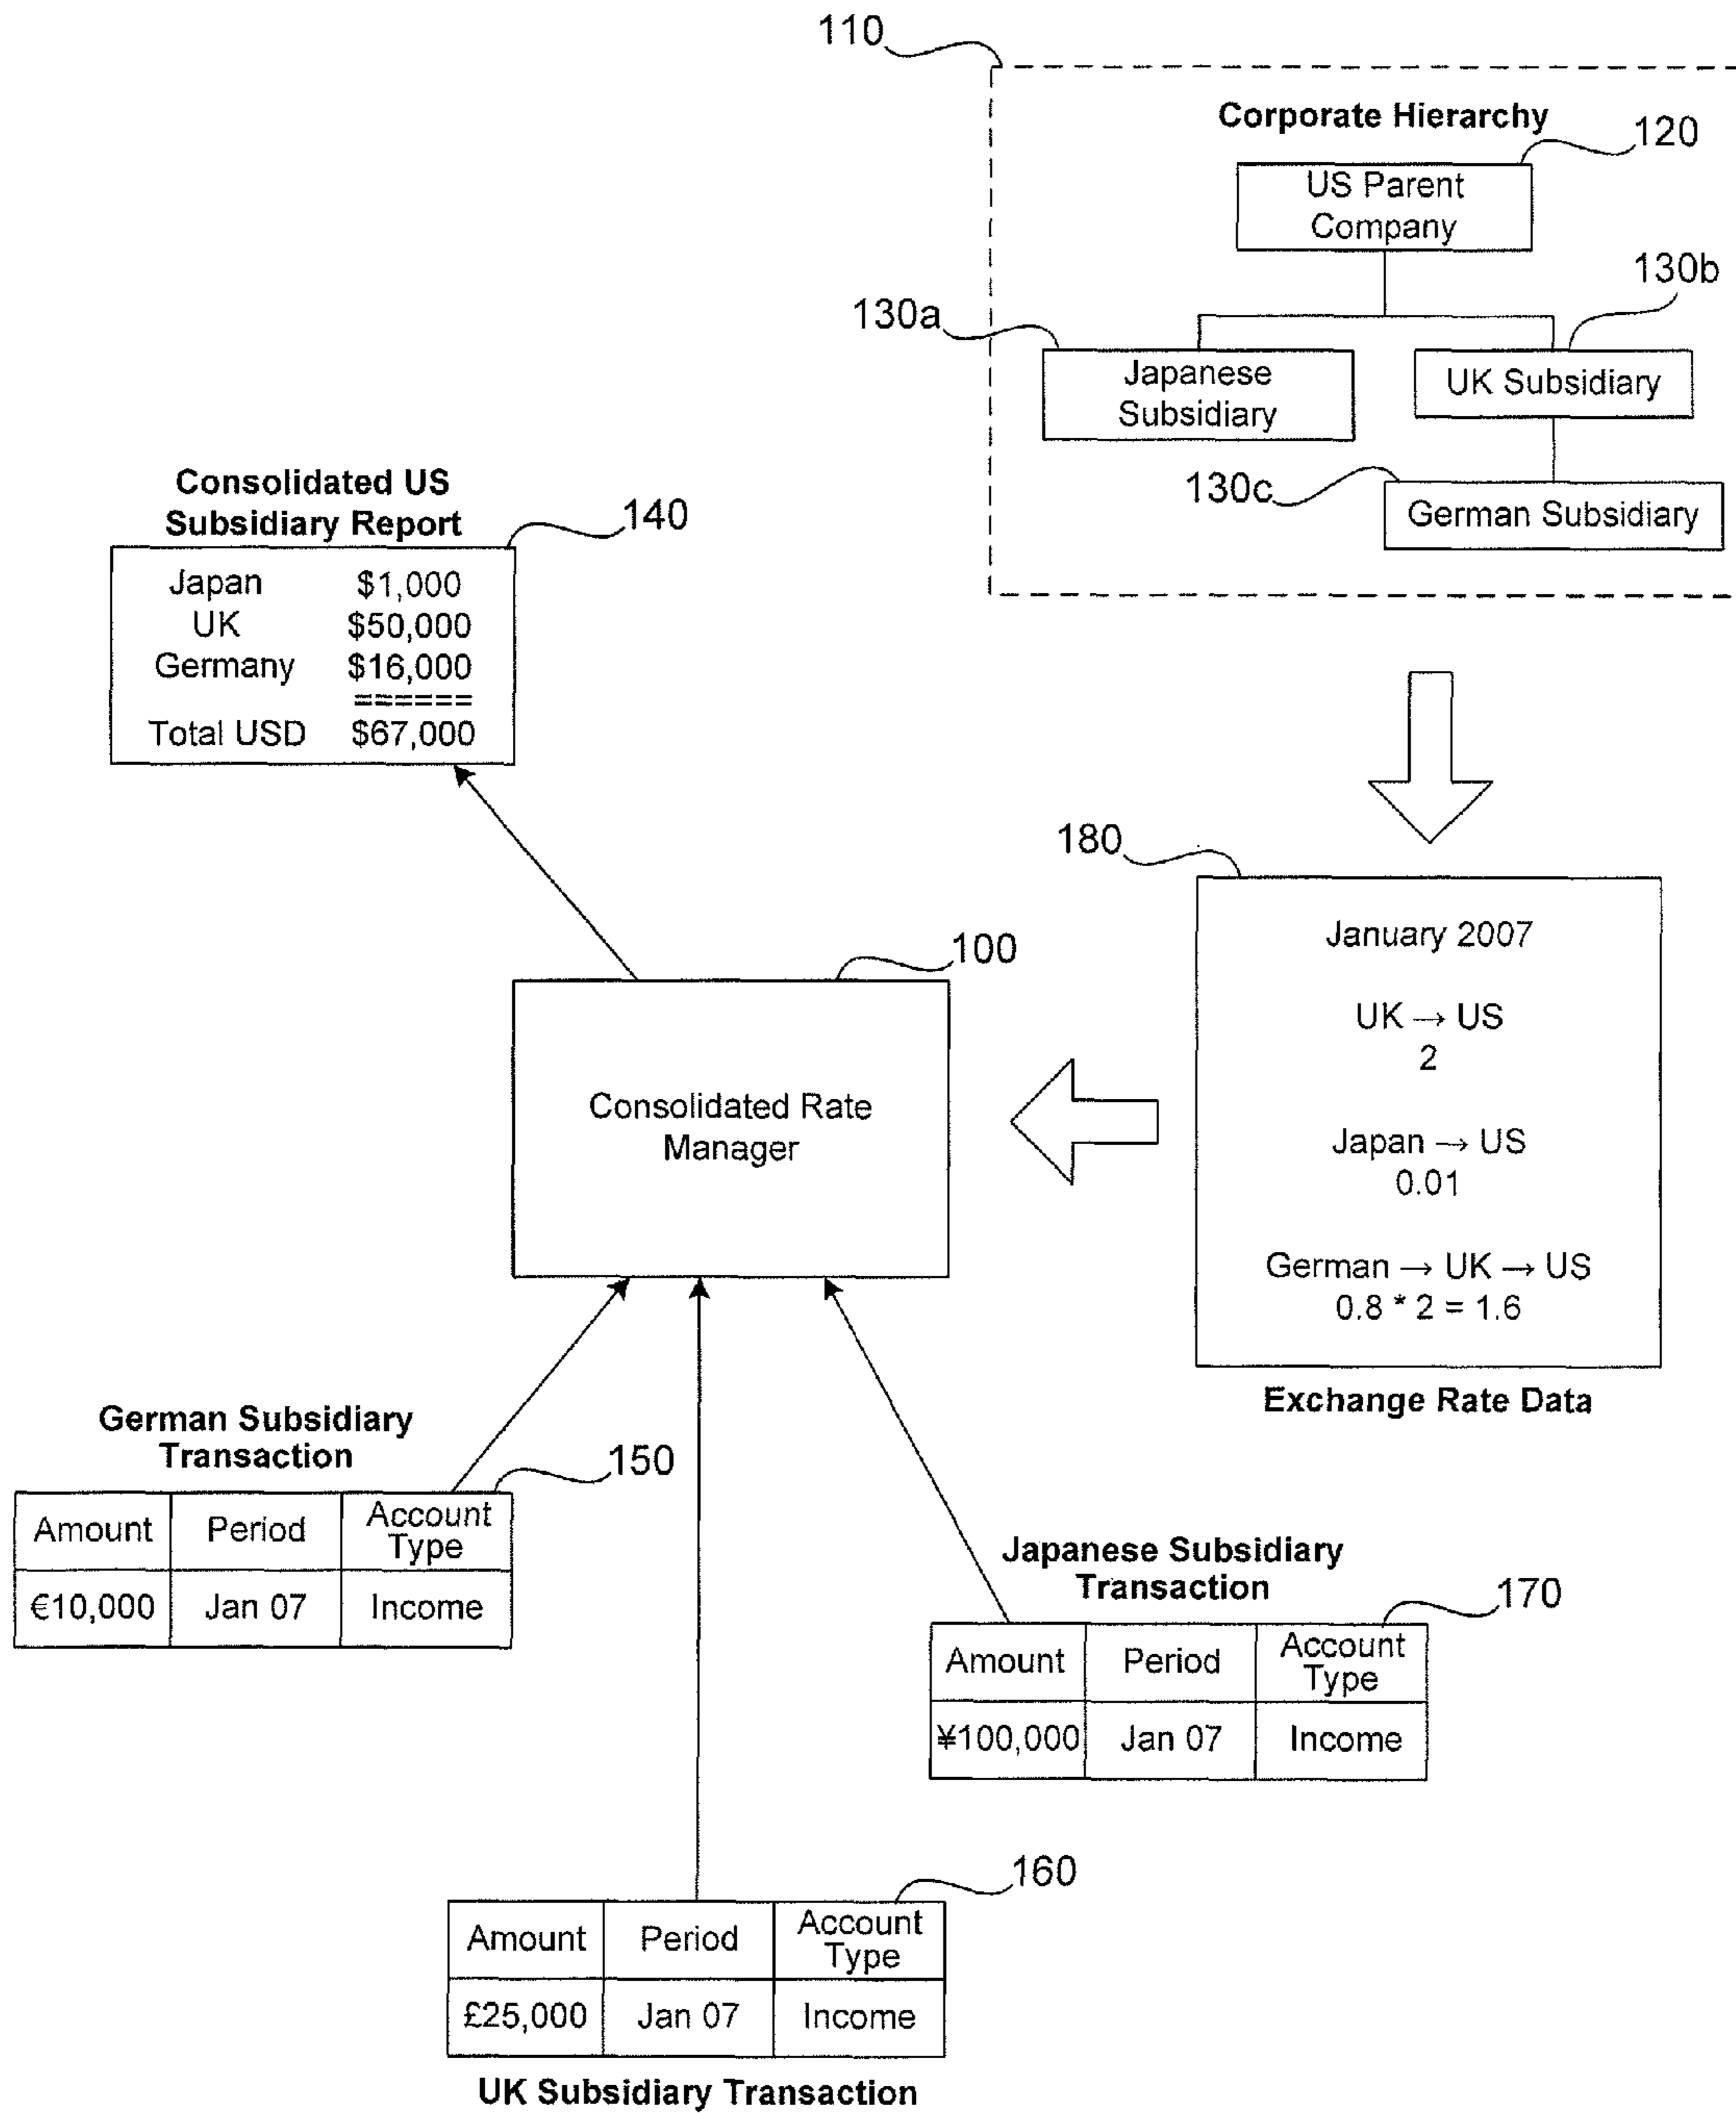 110
Corporate Hierarchy
120
US Parent
Company
130b
130a
Japanese
Subsidiary
UK Subsidiary
130c
German Subsidiary
Consolidated US
Subsidiary Report
140
Japan $1,000
UK $50,000
Germany $16,000
======
Total USD $67,000
180
January 2007
UK → US
2
Japan → US
0.01
German → UK → US
0.8 * 2 = 1.6
Exchange Rate Data
100
Consolidated Rate
Manager
German Subsidiary
Transaction
150
Amount Period Account
Type
€10,000 Jan 07 Income
Japanese Subsidiary
Transaction
170
Amount Period Account
Type
¥100,000 Jan 07 Income
160
Amount Period Account
Type
£25,000 Jan 07 Income
UK Subsidiary Transaction